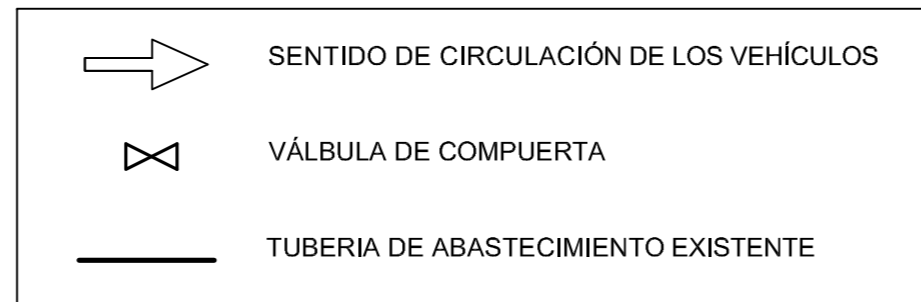 SENTIDO DE CIRCULACIÓN DE LOS VEHÍCULOS
VÁLBULA DE COMPUERTA
TUBERIA DE ABASTECIMIENTO EXISTENTE